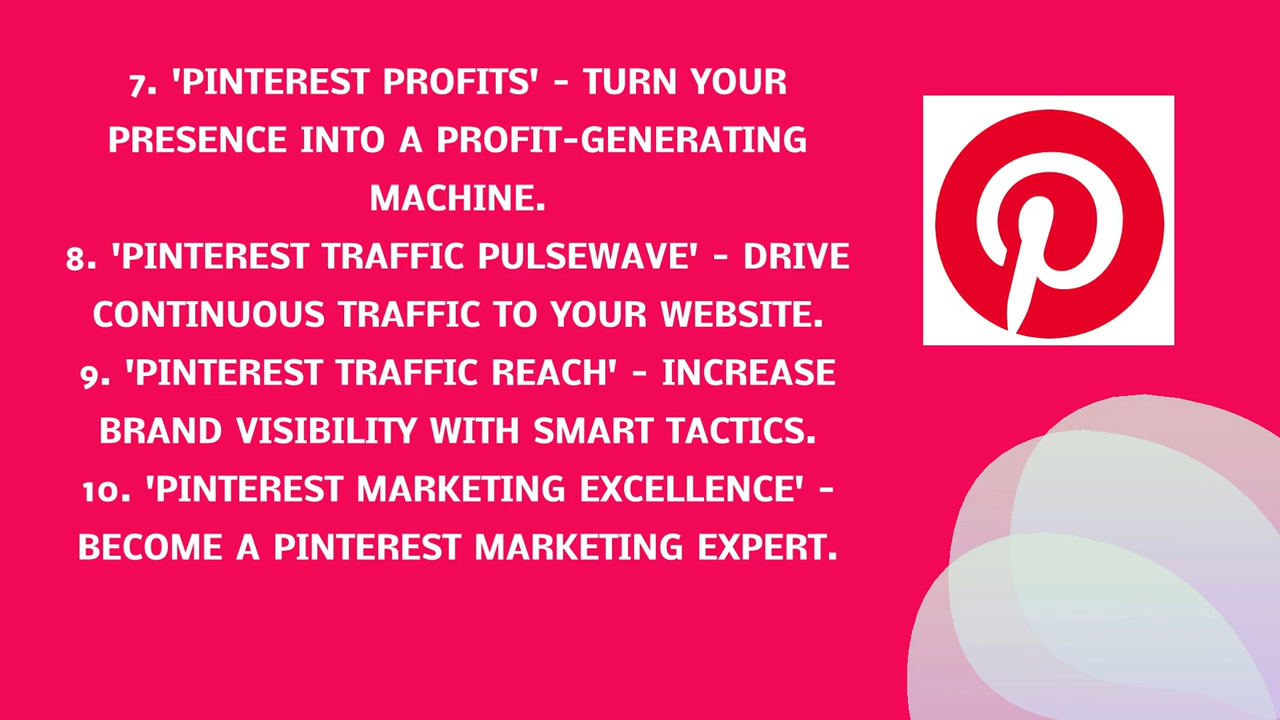 7. 'PINTEREST PROFITS' - TURN YOUR
PRESENCE INTO A PROFIT-GENERATING
MACHINE.
8. 'PINTEREST TRAFFIC PULSEWAVE' - DRIVE
CONTINUOUS TRAFFIC TO YOUR WEBSITE.
9. 'PINTEREST TRAFFIC REACH' - INCREASE
BRAND VISIBILITY WITH SMART TACTICS.
10. 'PINTEREST MARKETING EXCELLENCE' -
BECOME A PINTEREST MARKETING EXPERT.